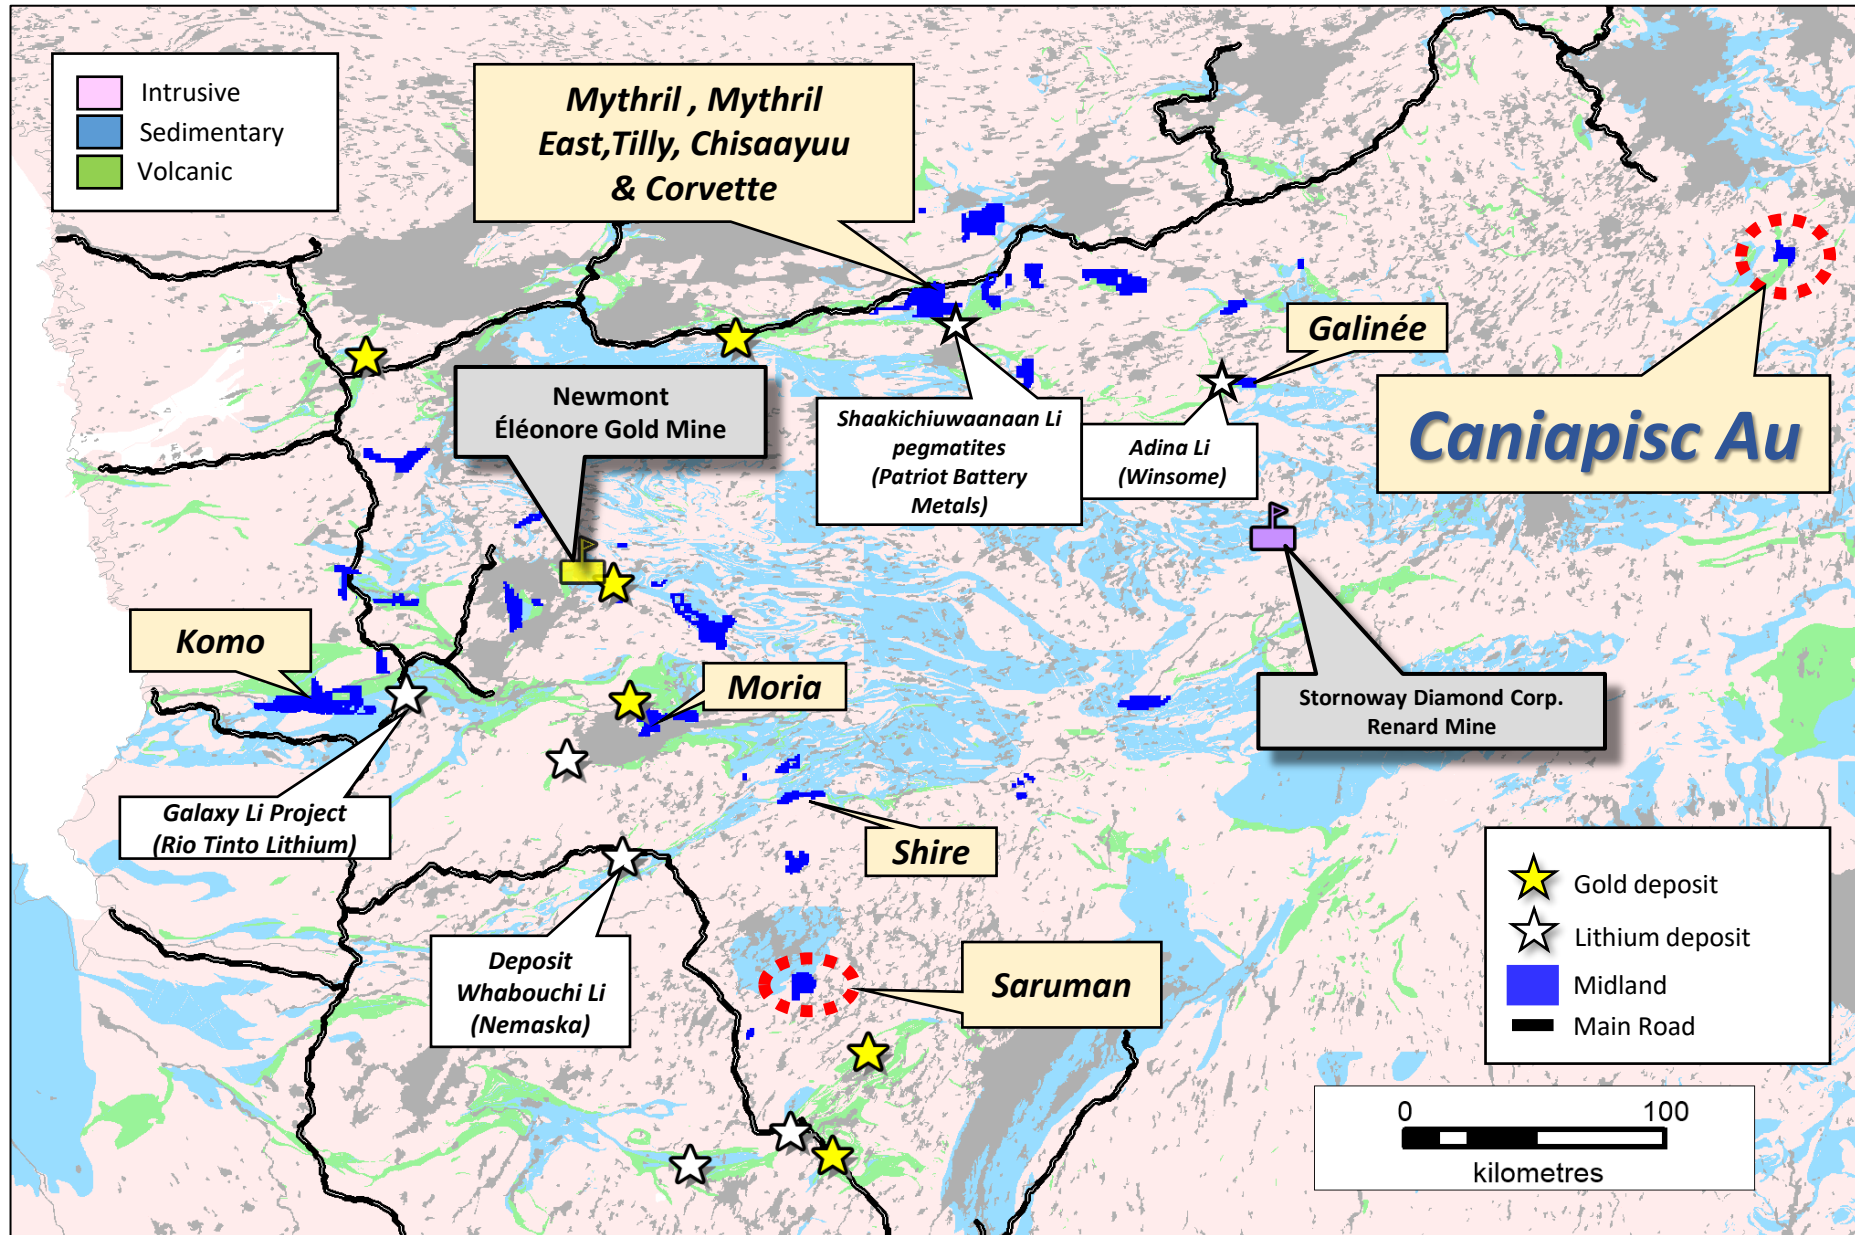 Intrusive
Sedimentary
Volcanic
Mythril , Mythril
East,Tilly, Chisaayuu
& Corvette
Galinée
Caniapisc Au
Newmont
Éléonore Gold Mine
Shaakichiuwaanaan Li
pegmatites
(Patriot Battery
Metals)
Adina Li
(Winsome)
Komo
Moria
Stornoway Diamond Corp.
Renard Mine
Galaxy Li Project
(Rio Tinto Lithium)
Shire
Deposit
Whabouchi Li
(Nemaska)
Saruman
Gold deposit
Lithium deposit
Midland
Main Road
0 100
kilometres